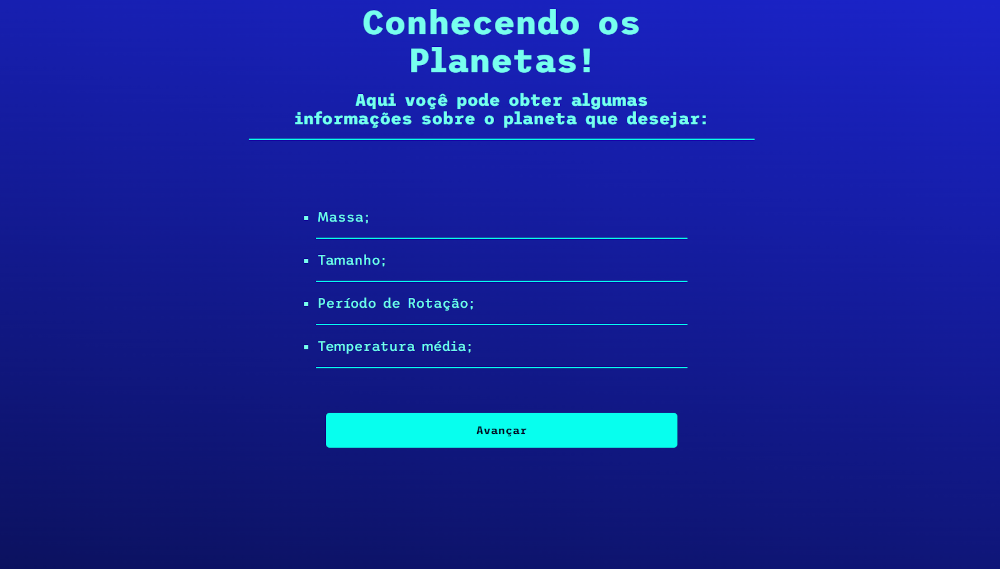 Conhecendo os
Planetas!
Aqui voçê pode obter algumas
informações sobre o planeta que desejar:
Massa;
Tamanho;
Período de Rotação;
Temperatura média;
Avançar